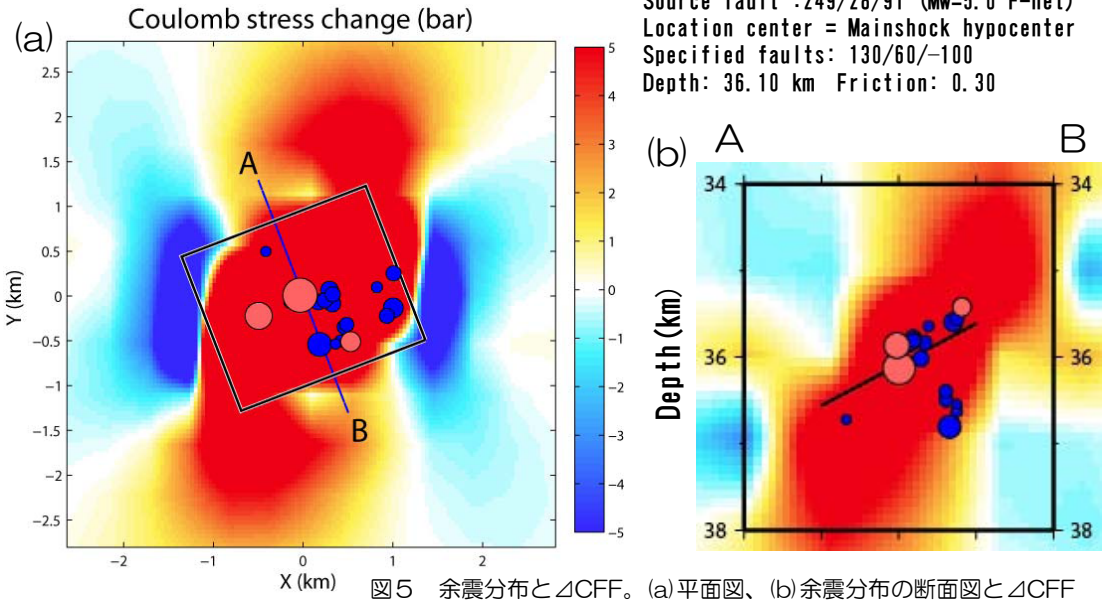 Coulomb stress change (bar)
(a)
Source fault :249/28/91 (Mw=5.0 F-net)
Location center = Mainshock hypocenter
Specified faults: 130/60/−100
Depth: 36.10 km Friction: 0.30
2.5
2
1.5
1
0.5
0
−0.5
−1
−1.5
−2
−2.5
Y (km)
A
B
−2
−1
0
1
2
X (km)
5
4
3
2
1
0
−1
−2
−3
−4
−5
(b)
A
B
34
36
38
34
36
38
Depth (km)
図5 余震分布と⊿CFF。(a)平面図、(b)余震分布の断面図と⊿CFF